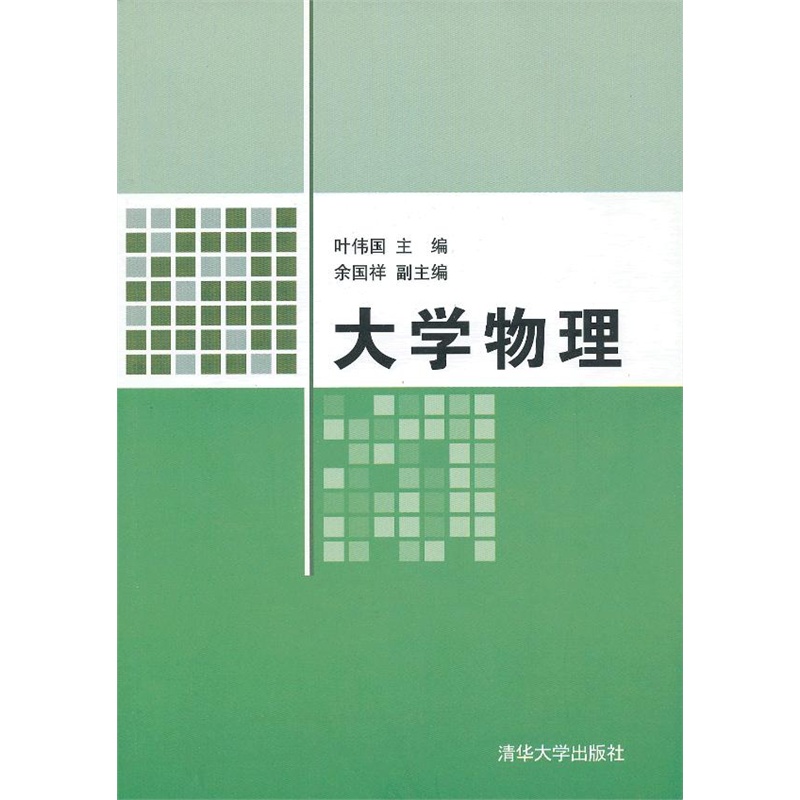 叶伟国 主 编
余国祥 副主编
大学物理
清华大学出版社